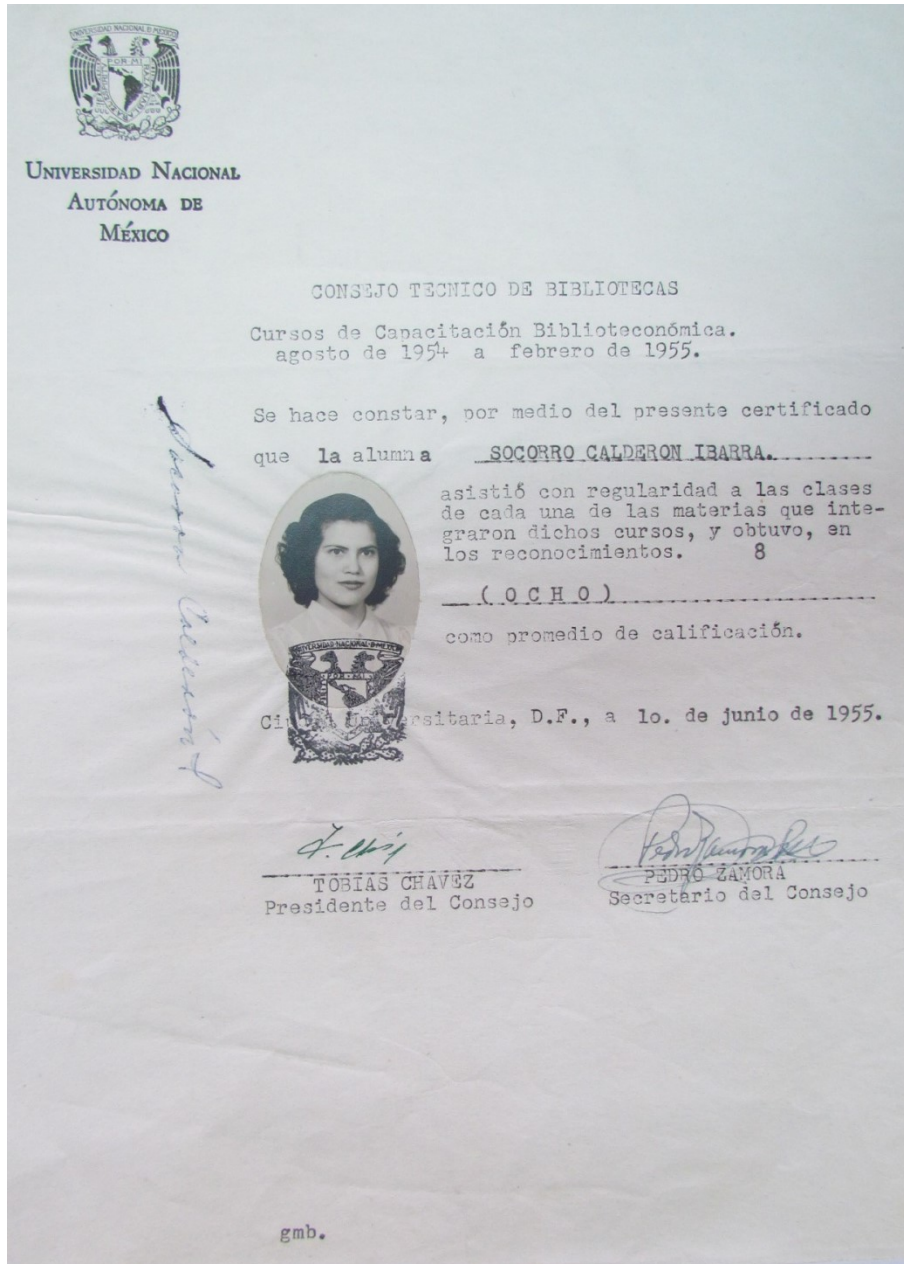 UNIVERSIDAD NACIONAL
AUTÓNOMA DE
MÉXICO
CONSEJO TECNICO DE BIBLIOTECAS
Cursos de Capacitación Biblioteconómica.
agosto de 1954 a febrero de 1955.
Se hace constar, por medio del presente certificado
que la alumna SOCORRO CALDERON IBARRA.
asistió con regularidad a las clases
de cada una de las materias que inte-
graron dichos cursos, y obtuvo, en
los reconocimientos. 8
( O C H O )
como promedio de calificación.
Ciudad Universitaria, D.F., a 1o. de junio de 1955.
Socorro Calderón I
TOBIAS CHAVEZ
Presidente del Consejo
PEDRO ZAMORA
Secretario del Consejo
gmb.